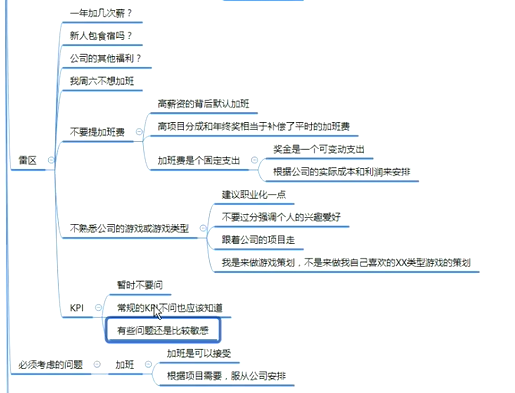 一年加几次薪？
新人包食宿吗？
公司的其他福利？
我周六不想加班
雷区
不要提加班费
高薪资的背后默认加班
高项目分成和年终奖相当于补偿了平时的加班费
加班费是个固定支出
奖金是一个可变动支出
根据公司的实际成本和利润来安排
不熟悉公司的游戏或游戏类型
建议职业化一点
不要过分强调个人的兴趣爱好
跟着公司的项目走
我是来做游戏策划，不是来做我自己喜欢的XX类型游戏的策划
KPI
暂时不要问
常规的KPI不问也应该知道
有些问题还是比较敏感
必须考虑的问题
加班
加班是可以接受
根据项目需要，服从公司安排